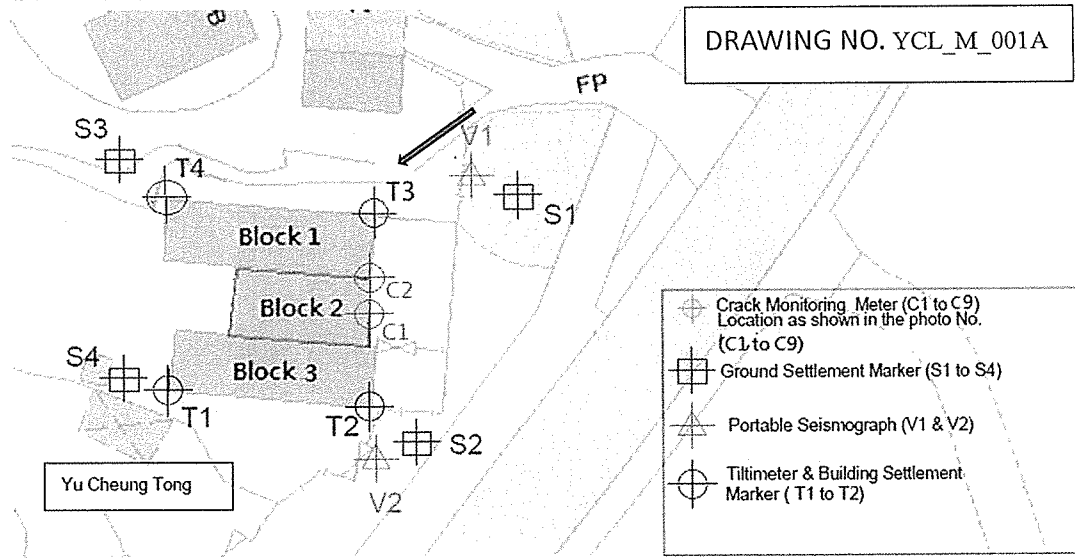 B
DRAWING NO. YCL_M_001A
FP
V1
S3
T4
T3
S1
Block 1
C2
Block 2
C1
Block 3
S4
T1
T2
S2
V2
Yu Cheung Tong
Crack Monitoring Meter (C1 to C9)
Location as shown in the photo No.
(C1 to C9)
Ground Settlement Marker (S1 to S4)
Portable Seismograph (V1 & V2)
Tiltimeter & Building Settlement
Marker ( T1 to T2)